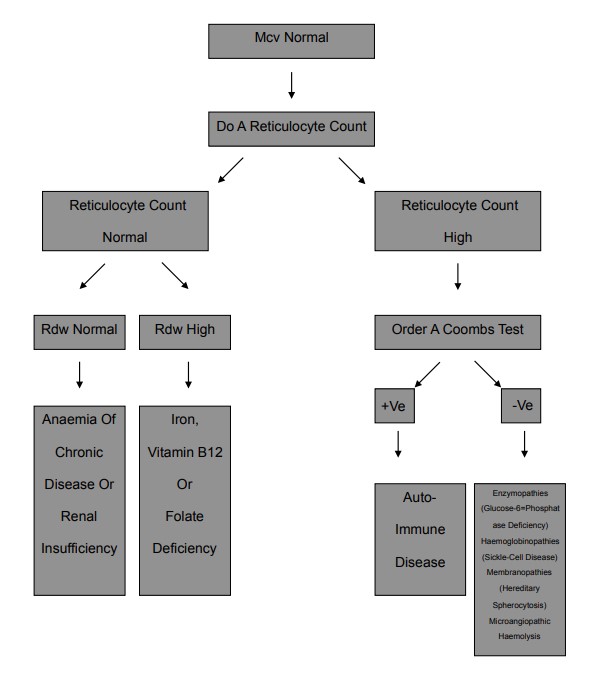 Mcv Normal
Do A Reticulocyte Count
Reticulocyte Count
Normal
Reticulocyte Count
High
Rdw Normal
Rdw High
Order A Coombs Test
+Ve
-Ve
Anaemia Of
Chronic
Disease Or
Renal
Insufficiency
Iron,
Vitamin B12
Or
Folate
Deficiency
Auto-
Immune
Disease
Enzymopathies
(Glucose-6=Phosphat
ase Deficiency)
Haemoglobinopathies
(Sickle-Cell Disease)
Membranopathies
(Hereditary
Spherocytosis)
Microangiopathic
Haemolysis